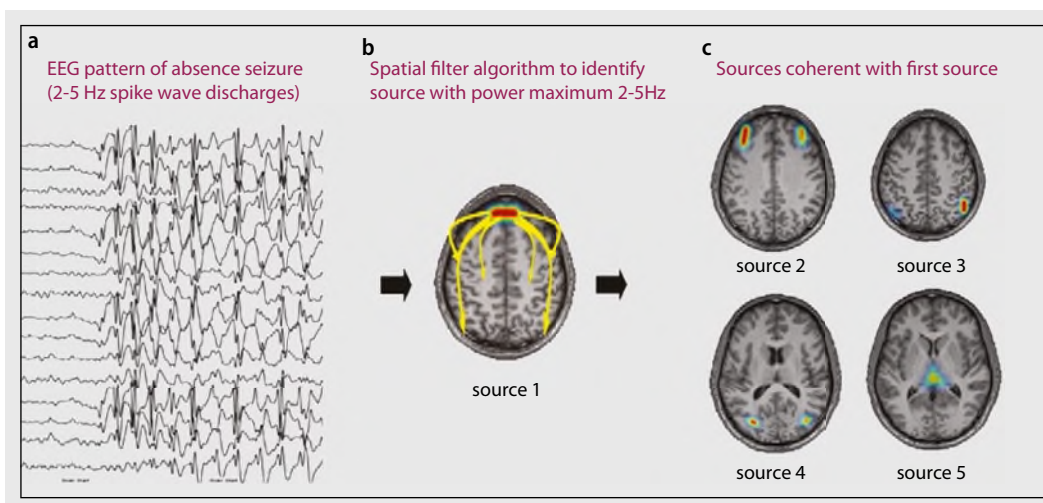 a
EEG pattern of absence seizure
(2-5 Hz spike wave discharges)
b
Spatial filter algorithm to identify
source with power maximum 2-5Hz
source 1
c
Sources coherent with first source
source 2
source 3
source 4
source 5